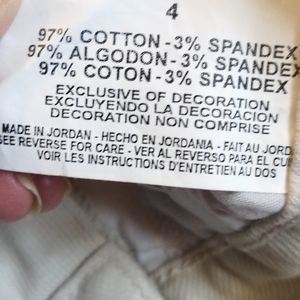 4
97% COTTON - 3% SPANDEX
97% ALGODON - 3% SPANDEX
97% COTON - 3% SPANDEX
EXCLUSIVE OF DECORATION
EXCLUYENDO LA DECORACION
DECORATION NON COMPRISE
MADE IN JORDAN - HECHO EN JORDANIA - FAIT AU JORD
SEE REVERSE FOR CARE - VER AL REVERSO PARA EL CUI
VOIR LES INSTRUCTIONS D'ENTRETIEN AU DOS